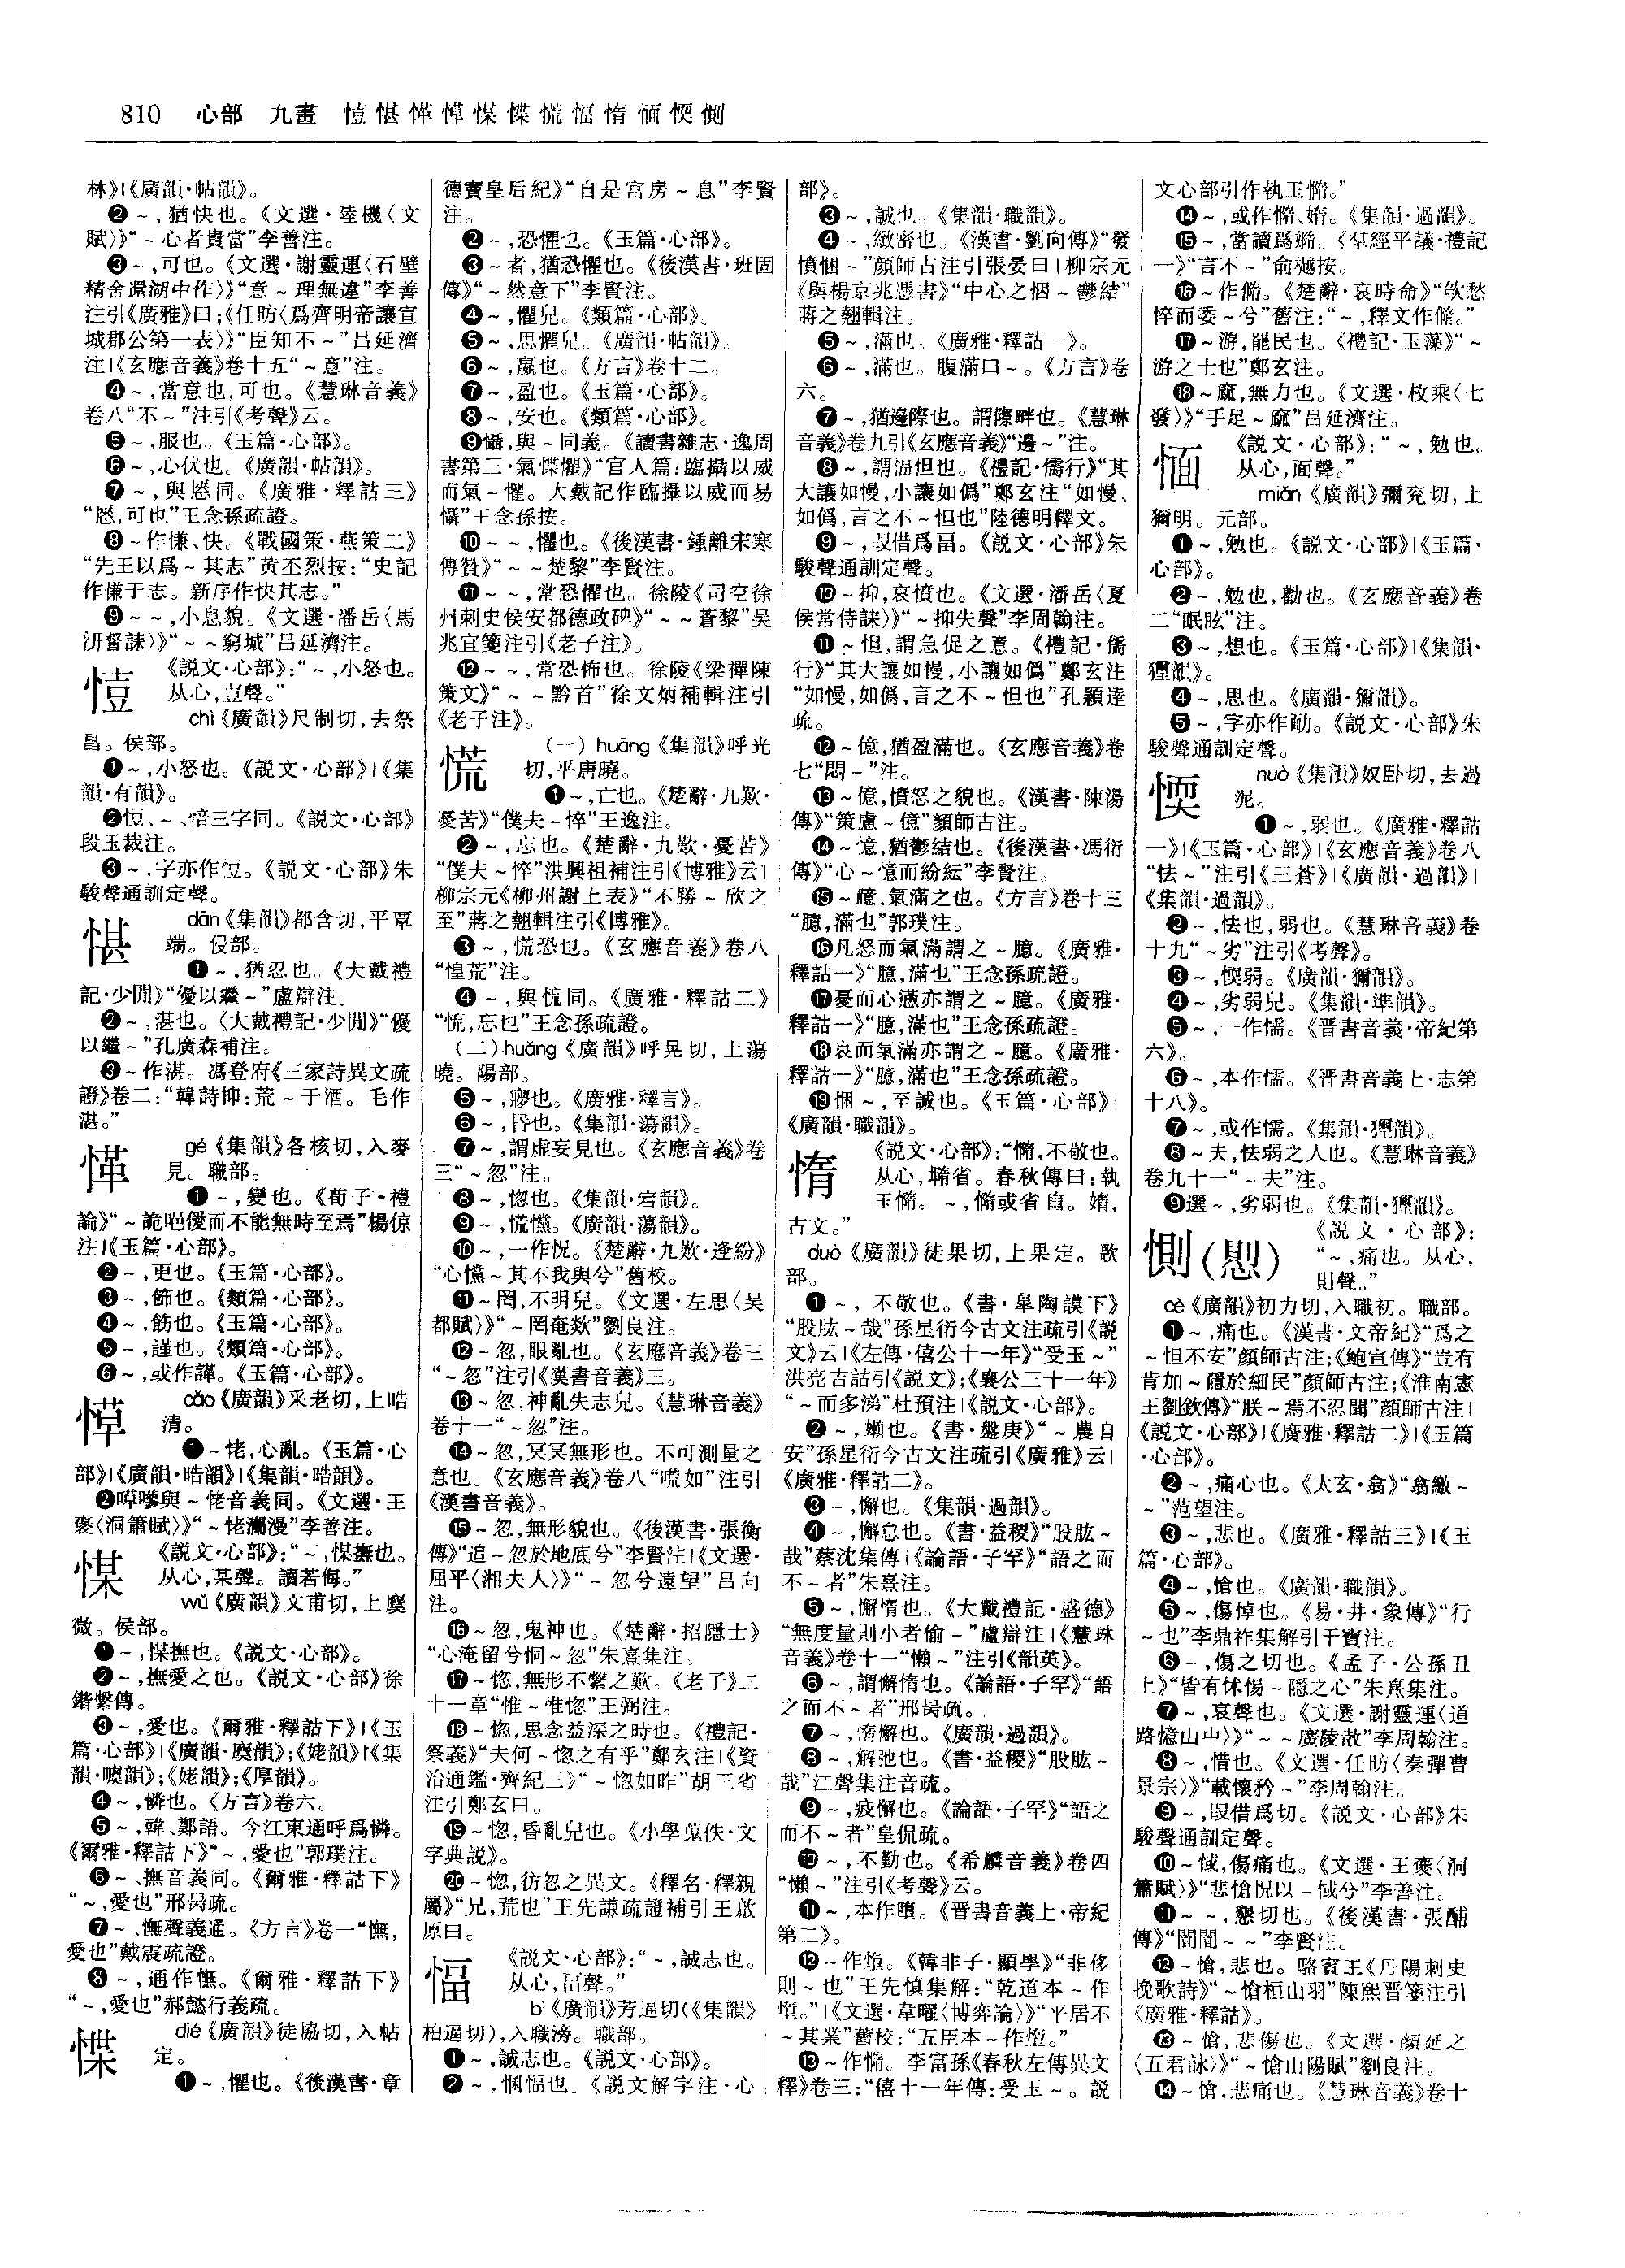 810 心部 九畫 𢛄愖愅愺㥸惵慌愊惰愐愞惻
林》|《廣韻·帖韻》。
❷～,猶快也。《文選·陸機〈文
賦〉》“～心者貴當”李善注。
❸～,可也。《文選·謝靈運〈石壁
精舍還湖中作〉》“意～理無違”李善
注引《廣雅》曰;《任昉〈爲齊明帝讓宣
城郡公第一表〉》“臣知不～”吕延濟
注|《玄應音義》卷十五“～意”注。
❹～,當意也,可也。《慧琳音義》
卷八“不～”注引《考聲》云。
❺～,服也。《玉篇·心部》。
❻～,心伏也。《廣韻·帖韻》。
❼～,與㥦同。《廣雅·釋詁三》
“㥦,可也”王念孫疏證。
❽～作慊、快。《戰國策·燕策二》
“先王以爲～其志”黄丕烈按:“史記
作慊于志。新序作快其志。”
❾～～,小息貌。《文選·潘岳〈馬
汧督誄〉》“～～窮城”吕延濟注。
《説文·心部》:“～,小怒也。
从心,壴聲。”
chì《廣韻》尺制切,去祭
昌。侯部。
❶～,小怒也。《説文·心部》|《集
韻·有韻》。
❷㤱、～、㥉三字同。《説文·心部》
段玉裁注。
❸～,字亦作㤱。《説文·心部》朱
駿聲通訓定聲。
愖
dān《集韻》都含切,平覃
端。侵部。
❶～,猶忍也。《大戴禮
記·少閒》“優以繼～”盧辯注。
❷～,湛也。《大戴禮記·少閒》“優
以繼～”孔廣森補注。
❸～作湛。馮登府《三家詩異文疏
證》卷二:“韓詩抑:荒～于酒。毛作
湛。”
愅
gé《集韻》各核切,入麥
見。職部。
❶～,變也。《荀子·禮
論》“～詭唈僾而不能無時至焉”楊倞
注|《玉篇·心部》。
❷～,更也。《玉篇·心部》。
❸～,飾也。《類篇·心部》。
❹～,飭也。《玉篇·心部》。
❺～,謹也。《類篇·心部》。
❻～,或作諽。《玉篇·心部》。
愺
cǎo《廣韻》采老切,上晧
清。
❶～恅,心亂。《玉篇·心
部》|《廣韻·晧韻》|《集韻·晧韻》。
❷嘽嗲與～恅音義同。《文選·王
褒〈洞簫賦〉》“～恅瀾漫”李善注。
㥸
《説文·心部》:“～,㥸撫也。
从心,某聲。讀若侮。”
wǔ《廣韻》文甫切,上麌
微。侯部。
❶～,㥸撫也。《説文·心部》。
❷～,撫愛之也。《説文·心部》徐
鍇繫傳。
❸～,愛也。《爾雅·釋詁下》|《玉
篇·心部》|《廣韻·麌韻》;《姥韻》|《集
韻·噳韻》;《姥韻》;《厚韻》。
❹～,憐也。《方言》卷六。
❺～,韓、鄭語。今江東通呼爲憐。
《爾雅·釋詁下》“～,愛也”郭璞注。
❻～、撫音義同。《爾雅·釋詁下》
“～,愛也”邢昺疏。
❼～、憮聲義通。《方言》卷一“憮,
愛也”戴震疏證。
❽～,通作憮。《爾雅·釋詁下》
“～,愛也”郝懿行義疏。
惵
dié《廣韻》徒協切,入帖
定。
❶～,懼也。《後漢書·章
德竇皇后紀》“自是宫房～息”李賢
注。
❷～,恐懼也。《玉篇·心部》。
❸～者,猶恐懼也。《後漢書·班固
傳》“～然意下”李賢注。
❹～,懼皃。《類篇·心部》。
❺～,思懼皃。《廣韻·帖韻》。
❻～,驘也。《方言》卷十二。
❼～,盈也。《玉篇·心部》。
❽～,安也。《類篇·心部》。
❾懾,與～同義。《讀書雜志·逸周
書第三·氣惵懼》“官人篇:臨攝以威
而氣～懼。大戴記作臨攝以威而易
懾”王念孫按。
❿～～,懼也。《後漢書·鍾離宋寒
傳贊》“～～楚黎”李賢注。
⓫～～,常恐懼也。徐陵《司空徐
州刺史侯安都德政碑》“～～蒼黎”吴
兆宜箋注引《老子注》。
⓬～～,常恐怖也。徐陵《梁禪陳
策文》“～～黔首”徐文炳補輯注引
《老子注》。
慌
(一)huāng《集韻》呼光
切,平唐曉。
❶～,亡也。《楚辭·九歎·
憂苦》“僕夫～悴”王逸注。
❷～,忘也。《楚辭·九歎·憂苦》
“僕夫～悴”洪興祖補注引《博雅》云|
柳宗元《柳州謝上表》“不勝～欣之
至”蔣之翹輯注引《博雅》。
❸～,慌恐也。《玄應音義》卷八
“惶荒”注。
❹～,與㤺同。《廣雅·釋詁二》
“㤺,忘也”王念孫疏證。
(二)huǎng《廣韻》呼晃切,上蕩
曉。陽部。
❺～,㝱也。《廣雅·釋言》。
❻～,昬也。《集韻·蕩韻》。
❼～,謂虚妄見也。《玄應音義》卷
三“～忽”注。
❽～,惚也。《集韻·宕韻》。
❾～,慌懩。《廣韻·蕩韻》。
❿～,一作怳。《楚辭·九歎·逢紛》
“心㦗～其不我與兮”舊校。
⓫～罔,不明皃。《文選·左思〈吴
都賦〉》“～罔奄欻”劉良注。
⓬～忽,眼亂也。《玄應音義》卷三
“～忽”注引《漢書音義》三。
⓭～忽,神亂失志皃。《慧琳音義》
卷十一“～忽”注。
⓮～忽,冥冥無形也。不可測量之
意也。《玄應音義》卷八“㬻如”注引
《漢書音義》。
⓯～忽,無形貌也。《後漢書·張衡
傳》“追～忽於地底兮”李賢注|《文選·
屈平〈湘夫人〉》“～忽兮遠望”吕向
注。
⓰～忽,鬼神也。《楚辭·招隱士》
“心淹留兮恫～忽”朱熹集注。
⓱～惚,無形不繫之歎。《老子》二
十一章“惟～惟惚”王弼注。
⓲～惚,思念益深之時也。《禮記·
祭義》“夫何～惚之有乎”鄭玄注|《資
治通鑑·齊紀三》“～惚如昨”胡三省
注引鄭玄曰。
⓳～惚,昏亂皃也。《小學蒐佚·文
字典説》。
⓴～惚,彷忽之異文。《釋名·釋親
屬》“兄,荒也”王先謙疏證補引王啟
原曰。
愊
《説文·心部》:“～,誠志也。
从心,畐聲。”
bì《廣韻》芳逼切(《集韻》
柏逼切),入職滂。職部。
❶～,誠志也。《説文·心部》。
❷～,悃愊也。《説文解字注·心
部》。
❸～,誠也。《集韻·職韻》。
❹～,緻密也。《漢書·劉向傳》“發
憤悃～”顔師古注引張晏曰|柳宗元
《與楊京兆憑書》“中心之悃～鬱結”
蔣之翹輯注。
❺～,滿也。《廣雅·釋詁一》。
❻～,滿也。腹滿曰～。《方言》卷
六。
❼～,猶邊際也。謂際畔也。《慧琳
音義》卷九引《玄應音義》“邊～”注。
❽～,謂愊怛也。《禮記·儒行》“其
大讓如慢,小讓如僞”鄭玄注“如慢、
如僞,言之不～怛也”陸德明釋文。
❾～,叚借爲畐。《説文·心部》朱
駿聲通訓定聲。
❿～抑,哀憤也。《文選·潘岳〈夏
侯常侍誄〉》“～抑失聲”李周翰注。
⓫～怛,謂急促之意。《禮記·儒
行》“其大讓如慢,小讓如僞”鄭玄注
“如慢,如僞,言之不～怛也”孔穎達
疏。
⓬～億,猶盈滿也。《玄應音義》卷
七“悶～”注。
⓭～億,憤怒之貌也。《漢書·陳湯
傳》“策慮～億”顔師古注。
⓮～憶,猶鬱結也。《後漢書·馮衍
傳》“心～憶而紛紜”李賢注。
⓯～臆,氣滿之也。《方言》卷十三
“臆,滿也”郭璞注。
⓰凡怒而氣滿謂之～臆。《廣雅·
釋詁一》“臆,滿也”王念孫疏證。
⓱憂而心懣亦謂之～臆。《廣雅·
釋詁一》“臆,滿也”王念孫疏證。
⓲哀而氣滿亦謂之～臆。《廣雅·
釋詁一》“臆,滿也”王念孫疏證。
⓳悃～,至誠也。《玉篇·心部》|
《廣韻·職韻》。
惰
《説文·心部》:“憜,不敬也。
从心,𡐦省。春秋傳曰:執
玉憜。～,憜或省𨸏。媠,
古文。”
duò《廣韻》徒果切,上果定。歌
部。
❶～,不敬也。《書·皋陶謨下》
“股肱～哉”孫星衍今古文注疏引《説
文》云|《左傳·僖公十一年》“受玉～”
洪亮吉詁引《説文》;《襄公三十一年》
“～而多涕”杜預注|《説文·心部》。
❷～,嬾也。《書·盤庚》“～農自
安”孫星衍今古文注疏引《廣雅》云|
《廣雅·釋詁二》。
❸～,懈也。《集韻·過韻》。
❹～,懈怠也。《書·益稷》“股肱～
哉”蔡沈集傳|《論語·子罕》“語之而
不～者”朱熹注。
❺～,懈惰也。《大戴禮記·盛德》
“無度量則小者偷～”盧辯注|《慧琳
音義》卷十一“懶～”注引《韻英》。
❻～,謂懈惰也。《論語·子罕》“語
之而不～者”邢昺疏。
❼～,惰懈也。《廣韻·過韻》。
❽～,解弛也。《書·益稷》“股肱～
哉”江聲集注音疏。
❾～,疲懈也。《論語·子罕》“語之
而不～者”皇侃疏。
❿～,不勤也。《希麟音義》卷四
“懶～”注引《考聲》云。
⓫～,本作墮。《晋書音義上·帝紀
第二》。
⓬～作憻。《韓非子·顯學》“非侈
則～也”王先慎集解:“乾道本～作
憻。”|《文選·韋曜〈博弈論〉》“平居不
～其業”舊校:“五臣本～作憻。”
⓭～作憜。李富孫《春秋左傳異文
釋》卷三:“僖十一年傳:受玉～。説
文心部引作執玉憜。”
⓮～,或作憜、媠。《集韻·過韻》。
⓯～,當讀爲媠。《羣經平議·禮記
一》“言不～”俞樾按。
⓰～作脩。《楚辭·哀時命》“欿愁
悴而委～兮”舊注:“～,釋文作脩。”
⓱～游,罷民也。《禮記·玉藻》“～
游之士也”鄭玄注。
⓲～窳,無力也。《文選·枚乘〈七
發〉》“手足～窳”吕延濟注。
愐
《説文·心部》:“～,勉也。
从心,面聲。”
miǎn《廣韻》彌兖切,上
獮明。元部。
❶～,勉也。《説文·心部》|《玉篇·
心部》。
❷～,勉也,勸也。《玄應音義》卷
二“眠眩”注。
❸～,想也。《玉篇·心部》|《集韻·
𤣗韻》。
❹～,思也。《廣韻·獮韻》。
❺～,字亦作勔。《説文·心部》朱
駿聲通訓定聲。
愞
nuò《集韻》奴卧切,去過
泥。
❶～,弱也。《廣雅·釋詁
一》|《玉篇·心部》|《玄應音義》卷八
“怯～”注引《三蒼》|《廣韻·過韻》|
《集韻·過韻》。
❷～,怯也,弱也。《慧琳音義》卷
十九“～劣”注引《考聲》。
❸～,愞弱。《廣韻·獮韻》。
❹～,劣弱皃。《集韻·準韻》。
❺～,一作懦。《晋書音義·帝紀第
六》。
❻～,本作懦。《晋書音義上·志第
十八》。
❼～,或作懦。《集韻·𤣗韻》。
❽～夫,怯弱之人也。《慧琳音義》
卷九十一“～夫”注。
❾選～,劣弱也。《集韻·𤣗韻》。
惻(㥽)
《説文·心部》:
“～,痛也。从心,
則聲。”
cè《廣韻》初力切,入職初。職部。
❶～,痛也。《漢書·文帝紀》“爲之
～怛不安”顔師古注;《鮑宣傳》“豈有
肯加～隱於細民”顔師古注;《淮南憲
王劉欽傳》“朕～焉不忍聞”顔師古注|
《説文·心部》|《廣雅·釋詁二》|《玉篇
·心部》。
❷～,痛心也。《太玄·翕》“翕繳～
～”范望注。
❸～,悲也。《廣雅·釋詁三》|《玉
篇·心部》。
❹～,愴也。《廣韻·職韻》。
❺～,傷悼也。《易·井·象傳》“行
～也”李鼎祚集解引干寶注。
❻～,傷之切也。《孟子·公孫丑
上》“皆有怵惕～隱之心”朱熹集注。
❼～,哀聲也。《文選·謝靈運〈道
路憶山中〉》“～～廣陵散”李周翰注。
❽～,惜也。《文選·任昉〈奏彈曹
景宗〉》“載懷矜～”李周翰注。
❾～,叚借爲切。《説文·心部》朱
駿聲通訓定聲。
❿～惐,傷痛也。《文選·王褒〈洞
簫賦〉》“悲愴怳以～惐兮”李善注。
⓫～～,懇切也。《後漢書·張酺
傳》“誾誾～～”李賢注。
⓬～愴,悲也。駱賓王《丹陽刺史
挽歌詩》“～愴桓山羽”陳熙晋箋注引
《廣雅·釋詁》。
⓭～愴,悲傷也。《文選·顔延之
〈五君詠〉》“～愴山陽賦”劉良注。
⓮～愴,悲痛也。《慧琳音義》卷十